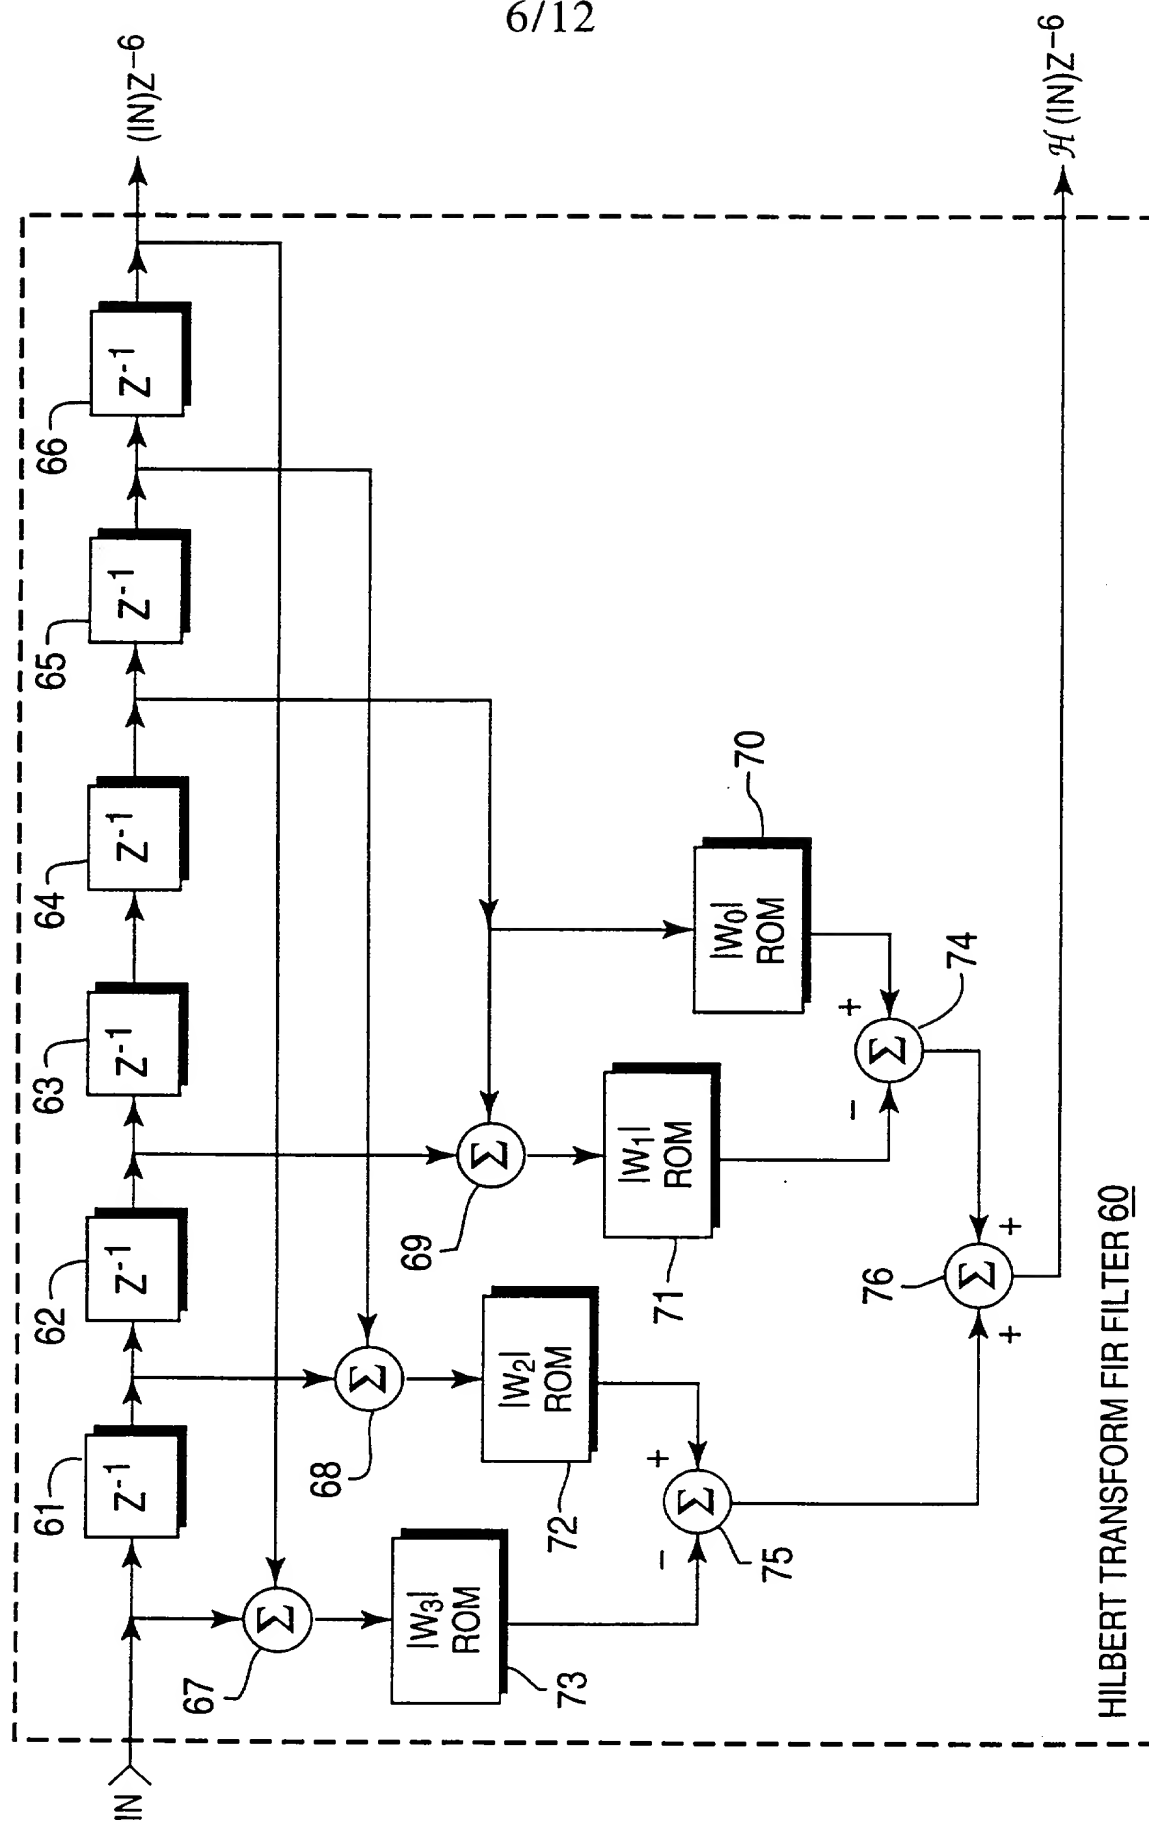 6/12
IN
(IN)Z-6
ℋ(IN)Z-6
61
Z-1
62
Z-1
63
Z-1
64
Z-1
65
Z-1
66
Z-1
67
Σ
68
Σ
69
Σ
|W3|
ROM
73
|W2|
ROM
72
|W1|
ROM
71
|W0|
ROM
70
-
+
Σ
75
-
+
Σ
74
+
+
Σ
76
HILBERT TRANSFORM FIR FILTER 60